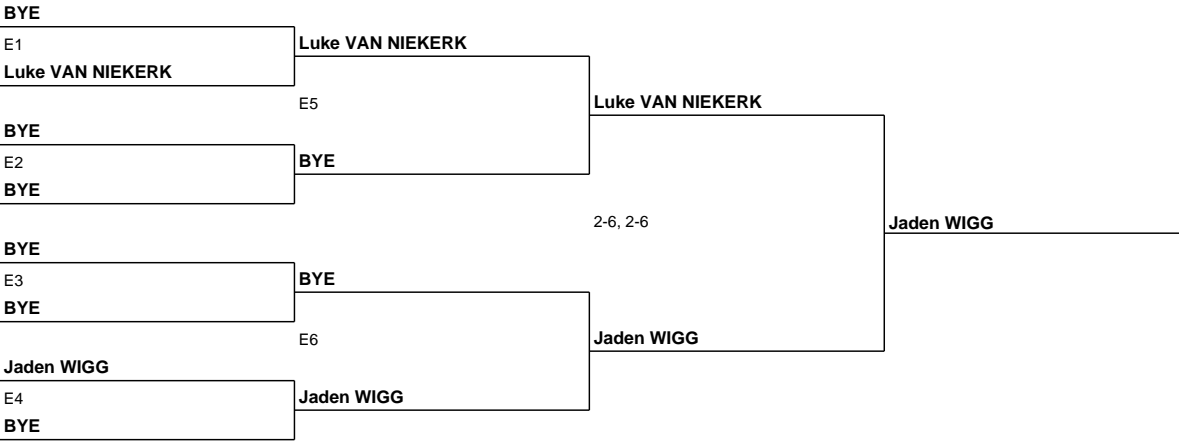 BYE
E1
Luke VAN NIEKERK
Luke VAN NIEKERK
E5
Luke VAN NIEKERK
BYE
E2
BYE
BYE
2-6, 2-6
Jaden WIGG
BYE
E3
BYE
BYE
E6
Jaden WIGG
Jaden WIGG
E4
Jaden WIGG
BYE